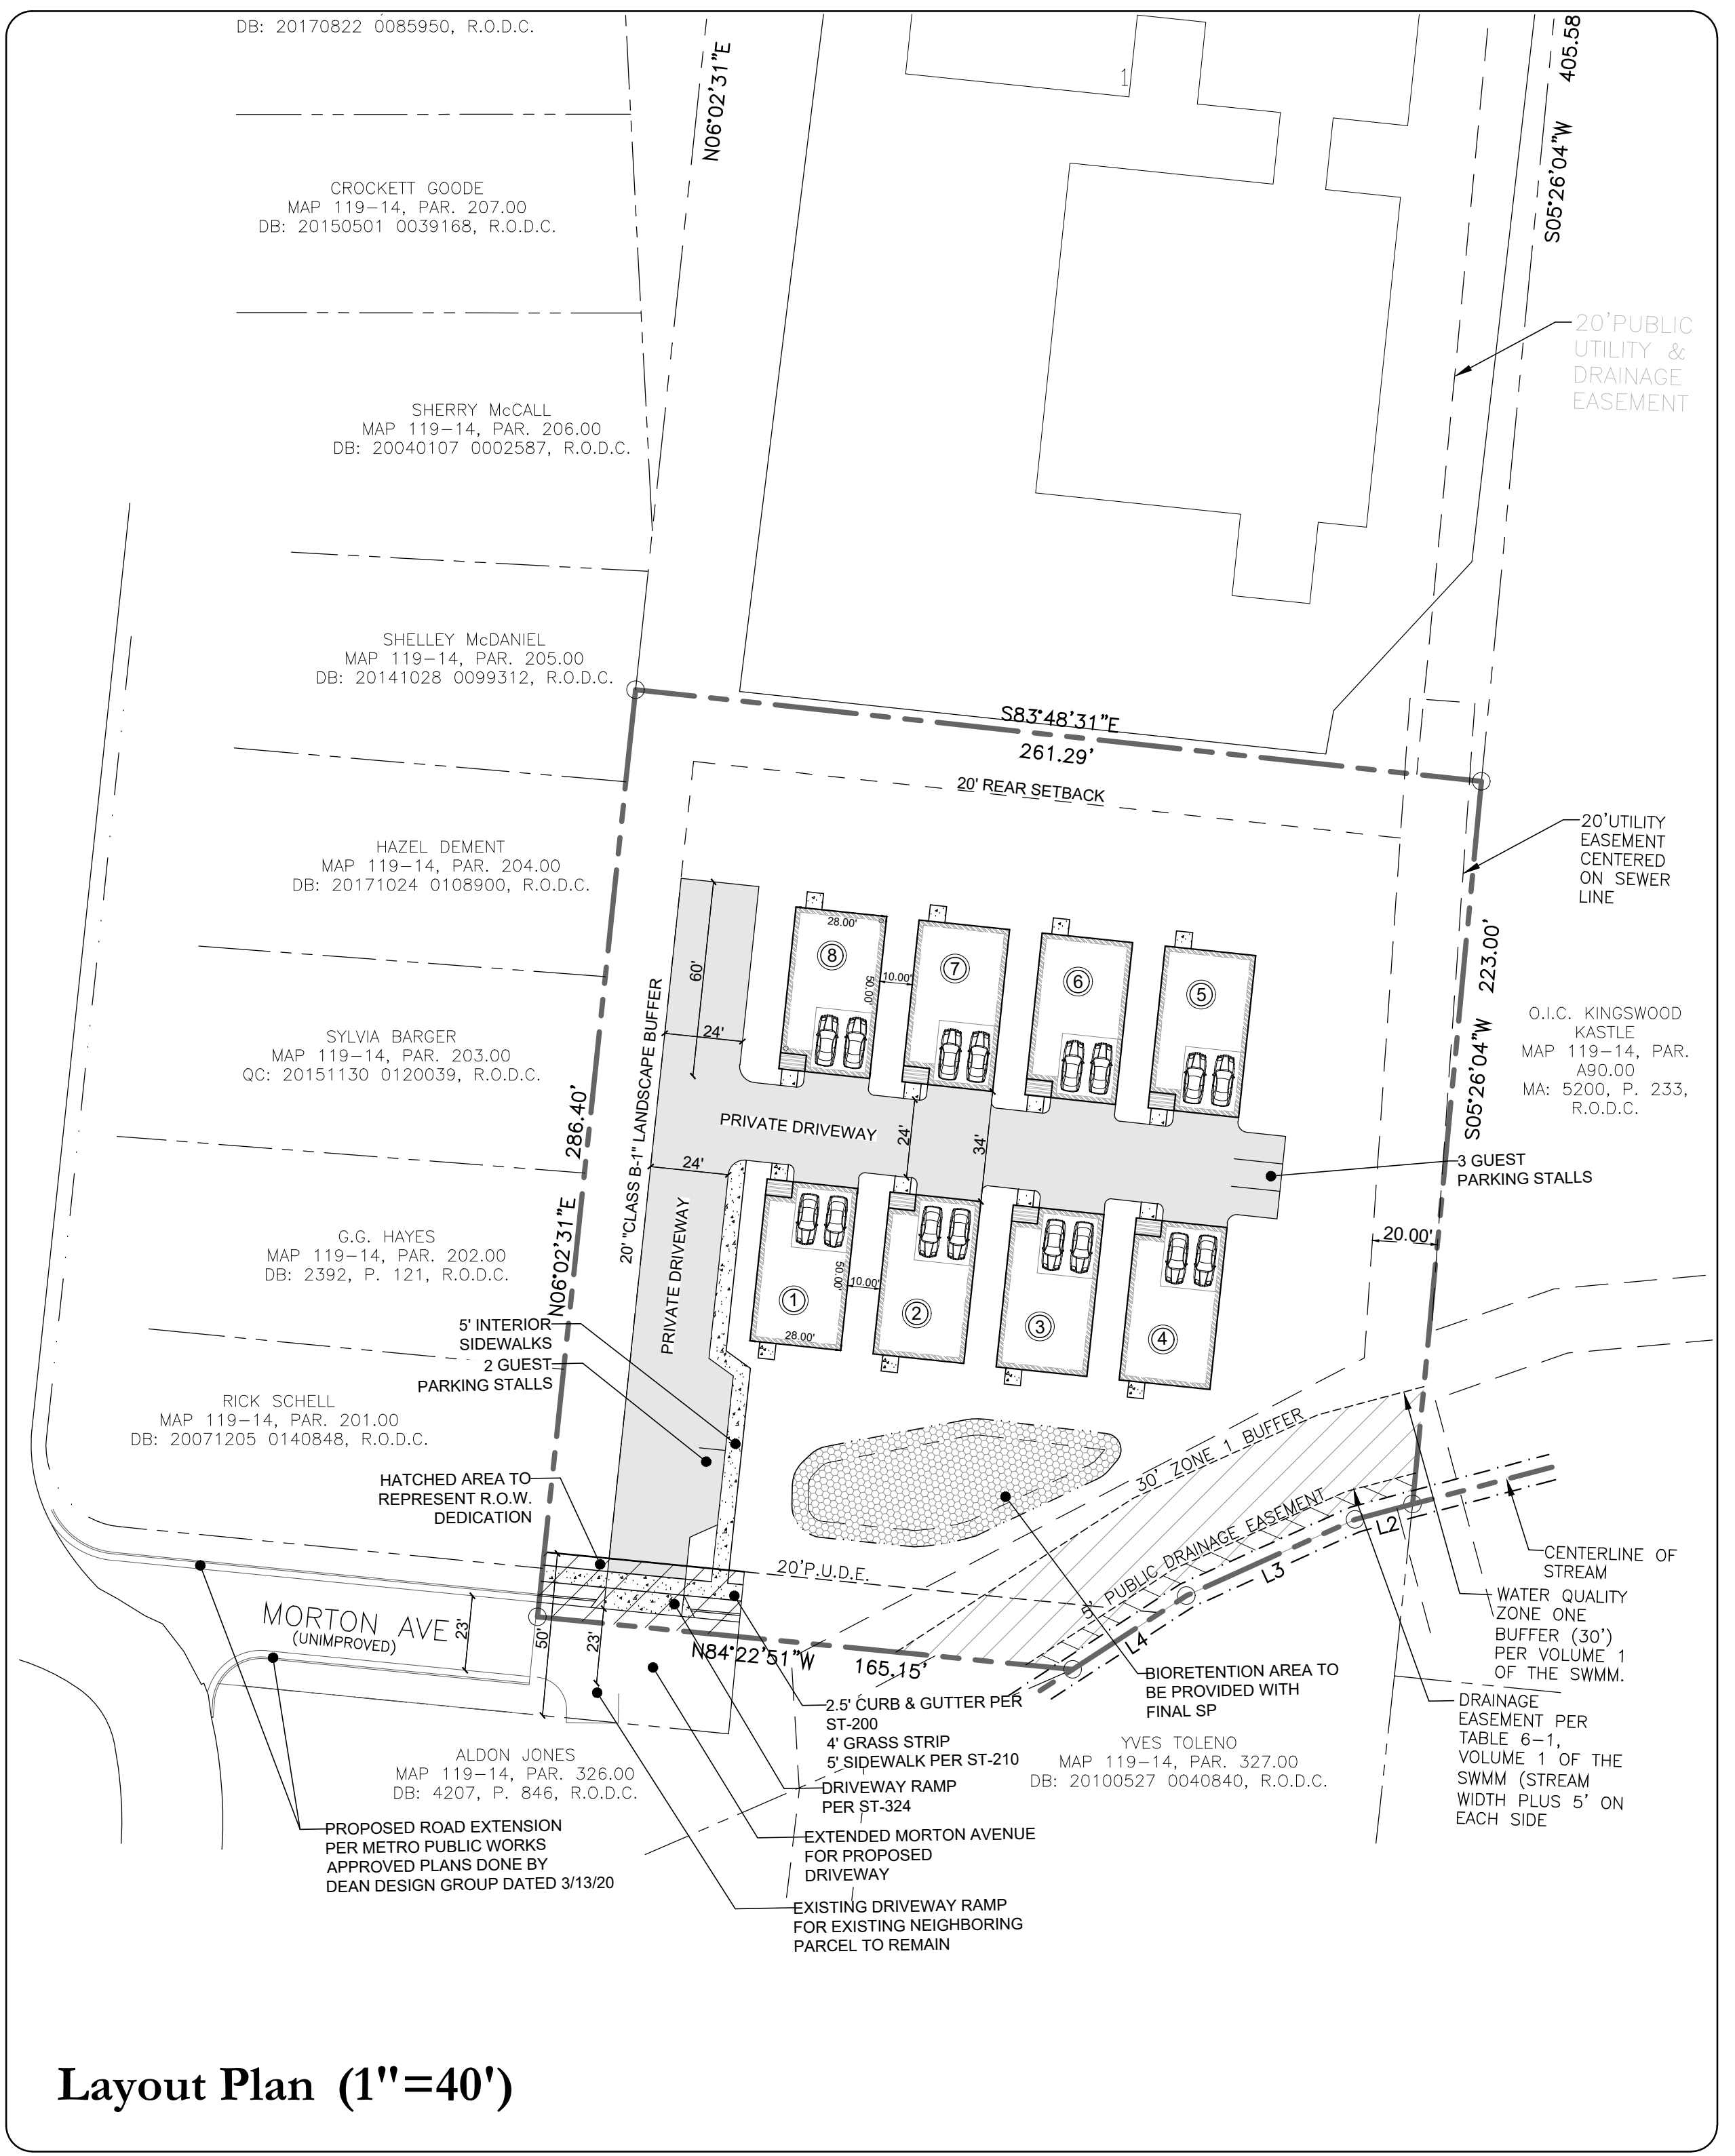 DB: 20170822 0085950, R.O.D.C.
N06°02'31"E
1
405.58
S05°26'04"W
CROCKETT GOODE
MAP 119-14, PAR. 207.00
DB: 20150501 0039168, R.O.D.C.
20'PUBLIC
UTILITY &
DRAINAGE
EASEMENT
SHERRY McCALL
MAP 119-14, PAR. 206.00
DB: 20040107 0002587, R.O.D.C.
SHELLEY McDANIEL
MAP 119-14, PAR. 205.00
DB: 20141028 0099312, R.O.D.C.
S83°48'31"E
261.29'
20' REAR SETBACK
20'UTILITY
EASEMENT
CENTERED
ON SEWER
LINE
HAZEL DEMENT
MAP 119-14, PAR. 204.00
DB: 20171024 0108900, R.O.D.C.
28.00'
8
7
6
5
10.00'
50.00'
60'
24'
S05°26'04"W 223.00'
O.I.C. KINGSWOOD
KASTLE
MAP 119-14, PAR.
A90.00
MA: 5200, P. 233,
R.O.D.C.
SYLVIA BARGER
MAP 119-14, PAR. 203.00
QC: 20151130 0120039, R.O.D.C.
20' "CLASS B-1" LANDSCAPE BUFFER
N06°02'31"E 286.40'
PRIVATE DRIVEWAY
24'
34'
24'
3 GUEST
PARKING STALLS
G.G. HAYES
MAP 119-14, PAR. 202.00
DB: 2392, P. 121, R.O.D.C.
PRIVATE DRIVEWAY
20.00'
50.00'
10.00'
1
2
3
4
28.00'
5' INTERIOR
SIDEWALKS
2 GUEST
PARKING STALLS
RICK SCHELL
MAP 119-14, PAR. 201.00
DB: 20071205 0140848, R.O.D.C.
30' ZONE 1 BUFFER
5' PUBLIC DRAINAGE EASEMENT
HATCHED AREA TO
REPRESENT R.O.W.
DEDICATION
L2
L3
L4
20'P.U.D.E.
CENTERLINE OF
STREAM
WATER QUALITY
ZONE ONE
BUFFER (30')
PER VOLUME 1
OF THE SWMM.
MORTON AVE
(UNIMPROVED)
23'
50'
23'
N84°22'51"W 165.15'
BIORETENTION AREA TO
BE PROVIDED WITH
FINAL SP
2.5' CURB & GUTTER PER
ST-200
4' GRASS STRIP
5' SIDEWALK PER ST-210
DRAINAGE
EASEMENT PER
TABLE 6-1,
VOLUME 1 OF THE
SWMM (STREAM
WIDTH PLUS 5' ON
EACH SIDE
ALDON JONES
MAP 119-14, PAR. 326.00
DB: 4207, P. 846, R.O.D.C.
YVES TOLENO
MAP 119-14, PAR. 327.00
DB: 20100527 0040840, R.O.D.C.
DRIVEWAY RAMP
PER ST-324
PROPOSED ROAD EXTENSION
PER METRO PUBLIC WORKS
APPROVED PLANS DONE BY
DEAN DESIGN GROUP DATED 3/13/20
EXTENDED MORTON AVENUE
FOR PROPOSED
DRIVEWAY
EXISTING DRIVEWAY RAMP
FOR EXISTING NEIGHBORING
PARCEL TO REMAIN
Layout Plan (1"=40')